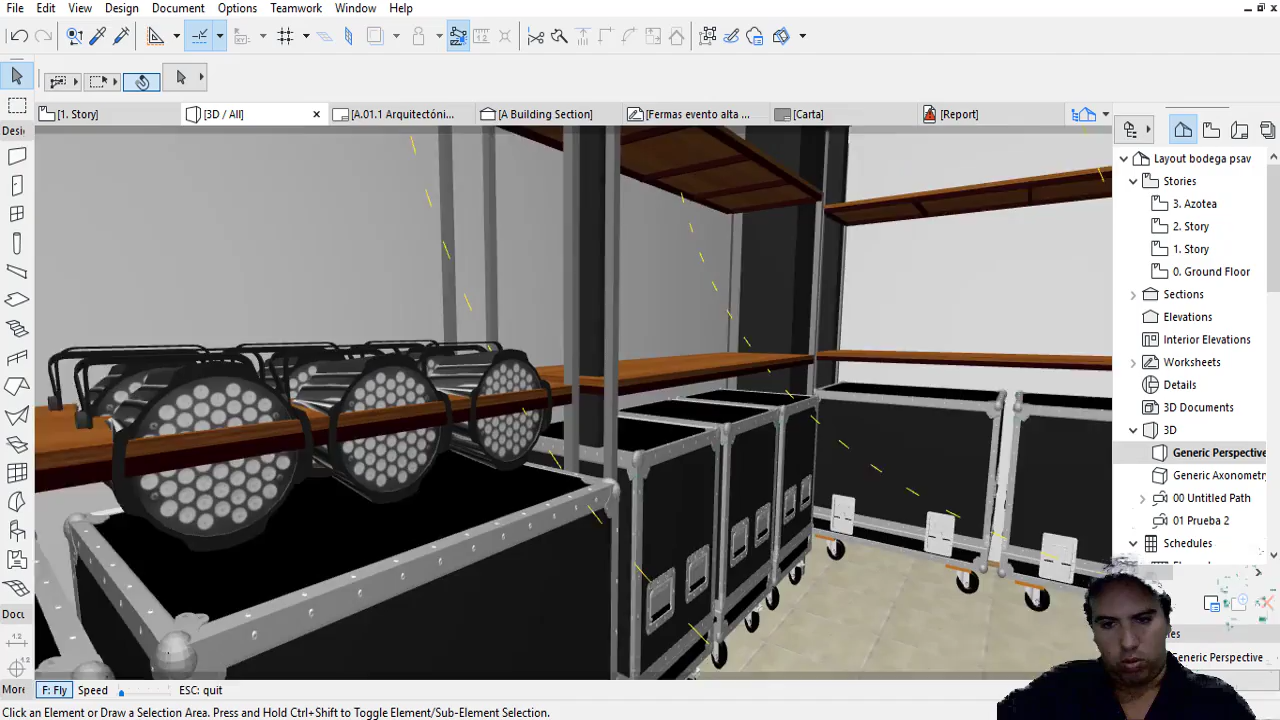 File Edit View Design Document Options Teamwork Window Help
[1. Story]
[3D / All]
[A.01.1 Arquitectóni...
[A Building Section]
[Fermas evento alta ...
[Carta]
[Report]
Desi
Layout bodega psav
Stories
3. Azotea
2. Story
1. Story
0. Ground Floor
Sections
Elevations
Interior Elevations
Worksheets
Details
3D Documents
3D
Generic Perspective
Generic Axonometr
00 Untitled Path
01 Prueba 2
Schedules
Docu
1.2
1.2
More
Generic Perspective
F: Fly Speed ESC: quit
Click an Element or Draw a Selection Area. Press and Hold Ctrl+Shift to Toggle Element/Sub-Element Selection.